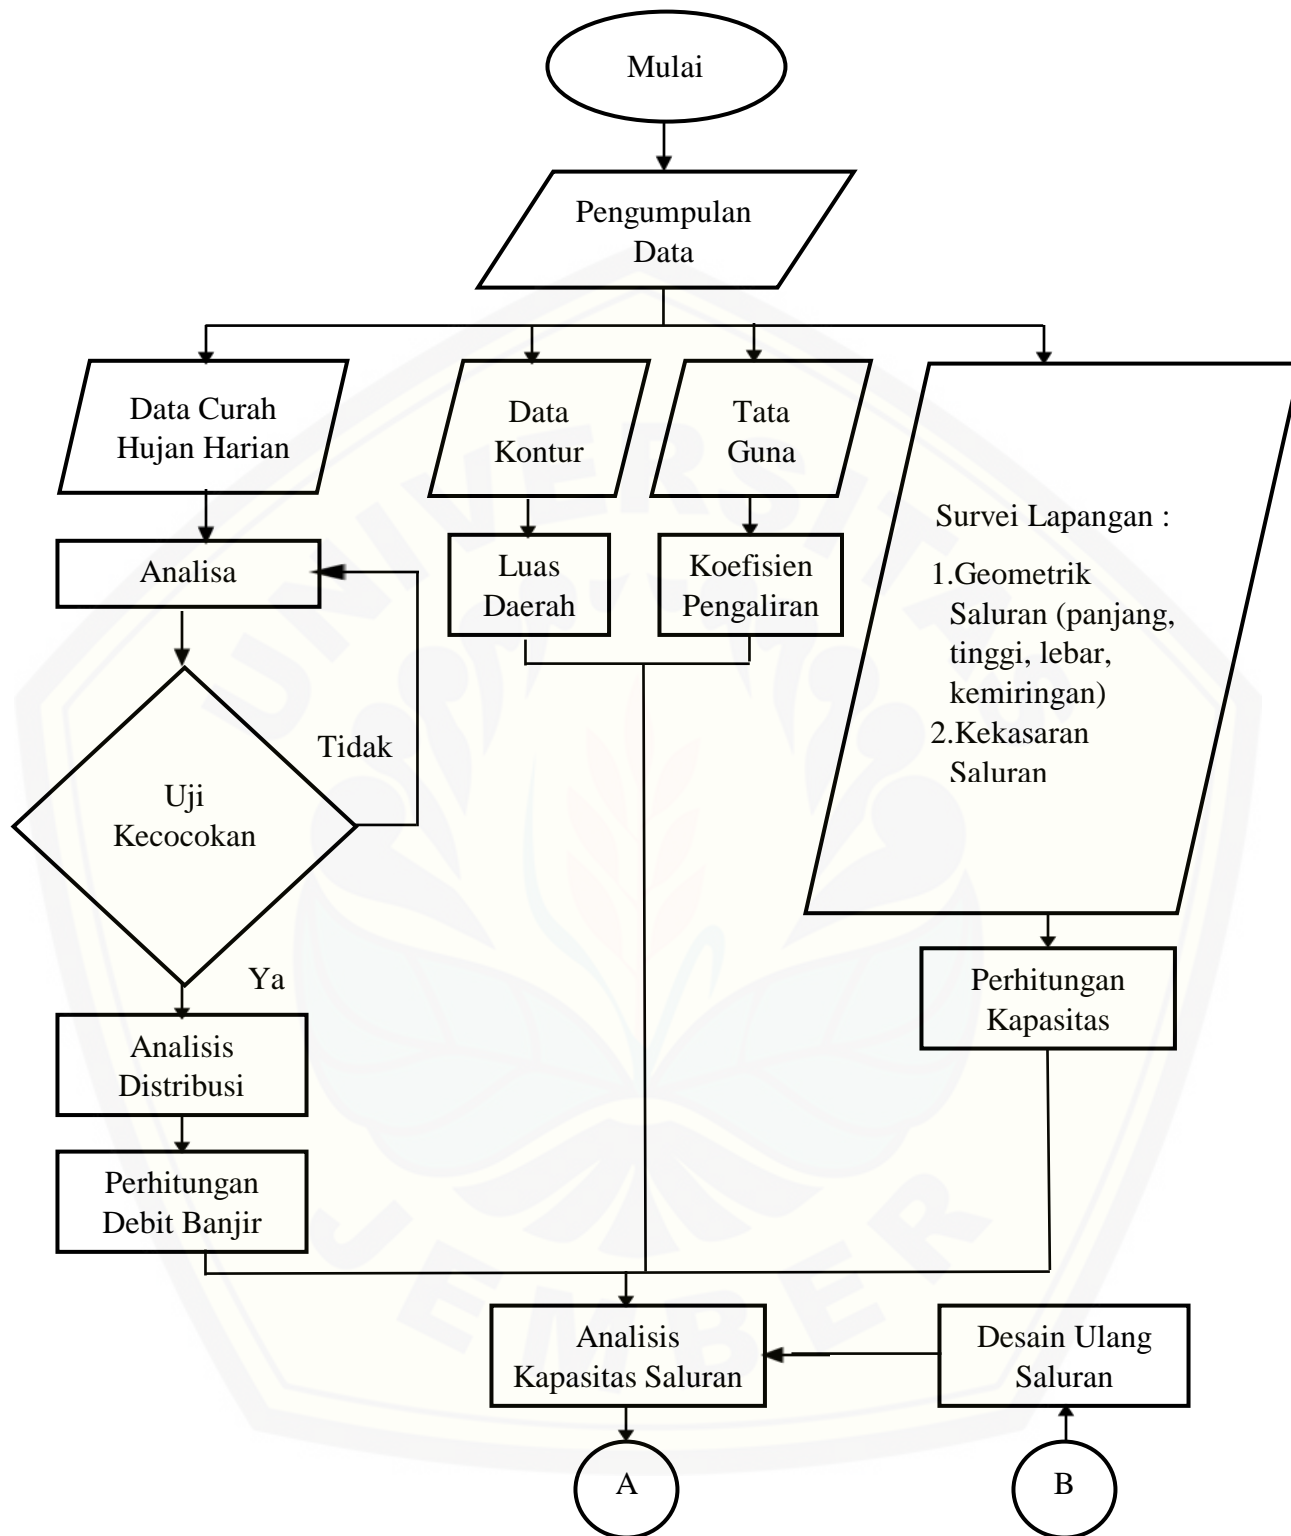 Mulai
Pengumpulan
Data
Data Curah
Hujan Harian
Data
Kontur
Tata
Guna
Survei Lapangan :
1.Geometrik
Saluran (panjang,
tinggi, lebar,
kemiringan)
2.Kekasaran
Saluran
Analisa
Luas
Daerah
Koefisien
Pengaliran
Tidak
Uji
Kecocokan
Ya
Perhitungan
Kapasitas
Analisis
Distribusi
Perhitungan
Debit Banjir
Analisis
Kapasitas Saluran
Desain Ulang
Saluran
A
B
UNIVERSITAS
JEMBER